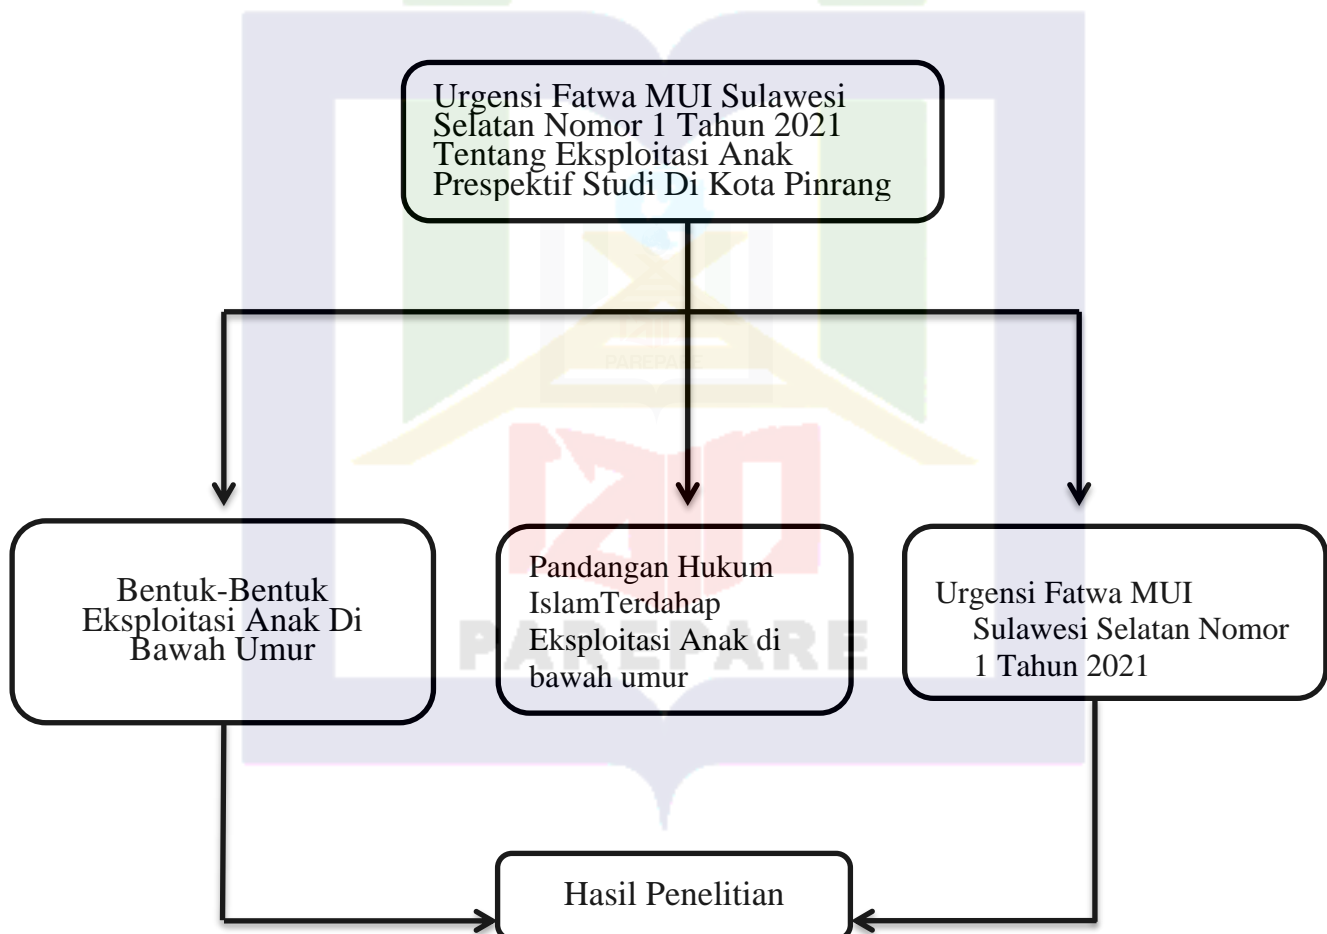 Urgensi Fatwa MUI Sulawesi
Selatan Nomor 1 Tahun 2021
Tentang Eksploitasi Anak
Prespektif Studi Di Kota Pinrang
PAREPARE
Bentuk-Bentuk
Eksploitasi Anak Di
Bawah Umur
Pandangan Hukum
IslamTerdahap
Eksploitasi Anak di
bawah umur
Urgensi Fatwa MUI
Sulawesi Selatan Nomor
1 Tahun 2021
PAREPARE
Hasil Penelitian